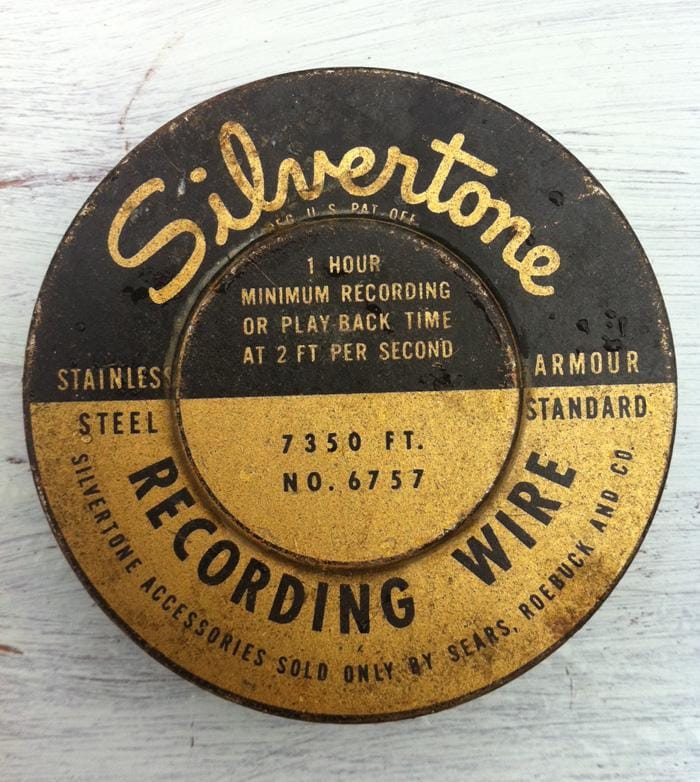 Silvertone
REG. U.S. PAT. OFF.
1 HOUR
MINIMUM RECORDING
OR PLAY BACK TIME
AT 2 FT PER SECOND
STAINLES
STEEL
ARMOUR
STANDARD
7350 FT.
NO. 6757
RECORDING WIRE
SILVERTONE ACCESSORIES SOLD ONLY BY SEARS, ROEBUCK AND CO.